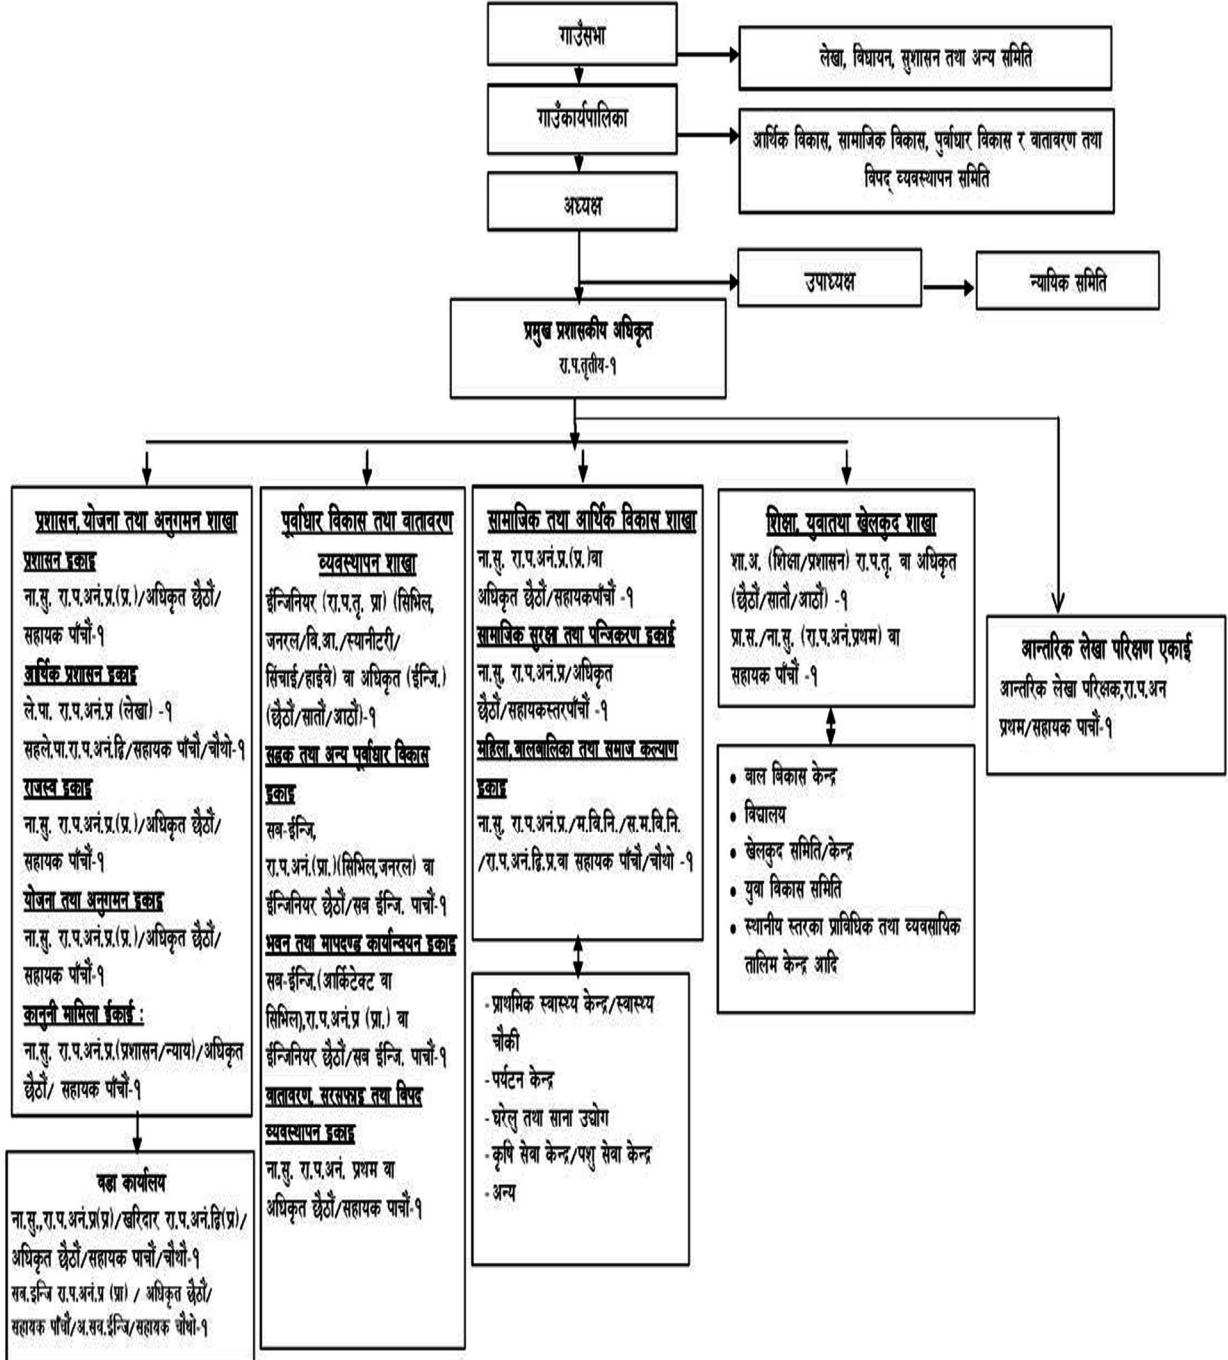 गाउँसभा
लेखा, विधायन, सुशासन तथा अन्य समिति
गाउँकार्यपालिका
आर्थिक विकास, सामाजिक विकास, पुर्वाधार विकास र वातावरण तथा
विपद् व्यवस्थापन समिति
अध्यक्ष
उपाध्यक्ष
न्यायिक समिति
प्रमुख प्रशासकीय अधिकृत
रा.प.तृतीय-१
प्रशासन, योजना तथा अनुगमन शाखा
प्रशासन इकाइ
ना.सु. रा.प.अनं.प्र.(प्र.)/अधिकृत छैठौं/
सहायक पाँचौं-१
आर्थिक प्रशासन इकाइ
ले.पा. रा.प.अनं.प्र (लेखा) -१
सहले.पा.रा.प.अनं.द्वि/सहायक पाँचौ/चौथो-१
राजस्व इकाइ
ना.सु. रा.प.अनं.प्र.(प्र.)/अधिकृत छैठौं/
सहायक पाँचौं-१
योजना तथा अनुगमन इकाइ
ना.सु. रा.प.अनं.प्र.(प्र.)/अधिकृत छैठौं/
सहायक पाँचौं-१
कानुनी मामिला ईकाई :
ना.सु. रा.प.अनं.प्र.(प्रशासन/न्याय)/अधिकृत
छैठौं/ सहायक पाँचौं-१
वडा कार्यालय
ना.सु.,रा.प.अनं.प्र(प्र)/खरिदार रा.प.अनं.द्वि(प्र)/
अधिकृत छैठौं/सहायक पाचौं/चौथौ-१
सब.इन्जि रा.प.अनं.प्र (प्रा) / अधिकृत छैठौं/
सहायक पाँचौं/अ.सव.ईन्जि/सहायक चौथो-१
पूर्वाधार विकास तथा वातावरण
व्यवस्थापन शाखा
ईन्जिनियर (रा.प.तृ. प्रा) (सिभिल,
जनरल/वि.आ./स्यानीटरी/
सिंचाई/हाईवे) वा अधिकृत (ईन्जि.)
(छैठौं/सातौं/आठौं)-१
सडक तथा अन्य पूर्वाधार विकास
इकाइ
सब-ईन्जि,
रा.प.अनं.(प्रा.)(सिभिल,जनरल) वा
ईन्जिनियर छैठौं/सब ईन्जि. पाचौं-१
भवन तथा मापदण्ड कार्यान्वयन इकाइ
सब-ईन्जि.(आर्किटेक्ट वा
सिभिल),रा.प.अनं.प्र (प्रा.) वा
ईन्जिनियर छैठौं/सब ईन्जि. पाचौं-१
वातावरण, सरसफाइ तथा विपद
व्यवस्थापन इकाइ
ना.सु. रा.प.अनं. प्रथम वा
अधिकृत छैठौं/सहायक पाचौं-१
सामाजिक तथा आर्थिक विकास शाखा
ना.सु. रा.प.अनं.प्र.(प्र.)वा
अधिकृत छैठौं/सहायकपाँचौं -१
सामाजिक सुरक्षा तथा पन्जिकरण इकाई
ना.सु. रा.प.अनं.प्र/अधिकृत
छैठौं/सहायकस्तरपाँचौं -१
महिला, बालबालिका तथा समाज कल्याण
इकाइ
ना.सु. रा.प.अनं.प्र./म.वि.नि./स.म.वि.नि.
/रा.प.अनं.द्वि.प्र.वा सहायक पाँचौ/चौथो -१
-प्राथमिक स्वास्थ्य केन्द्र/स्वास्थ्य
चौकी
-पर्यटन केन्द्र
-घरेलु तथा साना उद्योग
-कृषि सेवा केन्द्र/पशु सेवा केन्द्र
-अन्य
शिक्षा, युवातथा खेलकुद शाखा
शा.अ. (शिक्षा/प्रशासन) रा.प.तृ. वा अधिकृत
(छैठौं/सातौं/आठौं) -१
प्रा.स./ना.सु. (रा.प.अनं.प्रथम) वा
सहायक पाँचौं -१
• वाल विकास केन्द्र
• विद्यालय
• खेलकुद समिति/केन्द्र
• युवा विकास समिति
• स्थानीय स्तरका प्राविधिक तथा व्यवसायिक
तालिम केन्द्र आदि
आन्तरिक लेखा परिक्षण एकाई
आन्तरिक लेखा परिक्षक,रा.प.अन
प्रथम/सहायक पाचौं-१